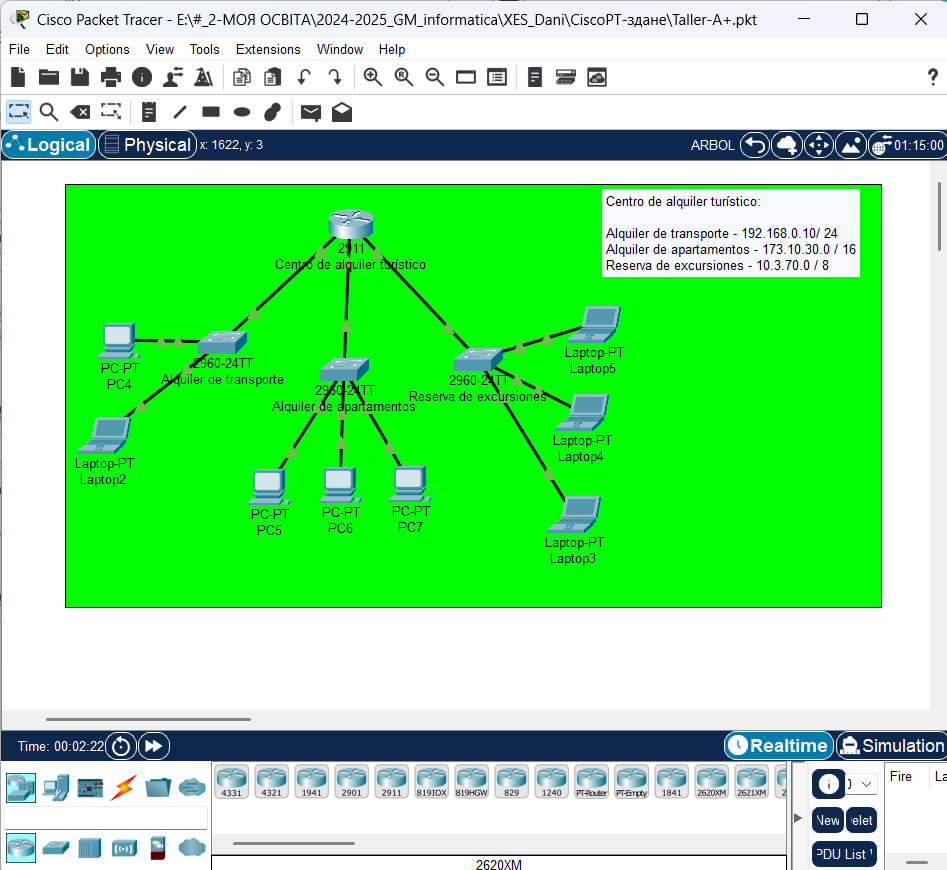 Cisco Packet Tracer - E:\#_2-МОЯ ОСВІТА\2024-2025_GM_informatica\XES_Dani\CiscoPT-здане\Taller-A+.pkt
File Edit Options View Tools Extensions Window Help
?
Logical Physical x: 1622, y: 3 ARBOL 01:15:00
Centro de alquiler turístico:
Alquiler de transporte - 192.168.0.10/ 24
Alquiler de apartamentos - 173.10.30.0 / 16
Reserva de excursiones - 10.3.70.0 / 8
2911
Centro de alquiler turístico
PC-PT
PC4
2960-24TT
Alquiler de transporte
Laptop-PT
Laptop2
2960-24TT
Alquiler de apartamentos
2960-24TT
Reserva de excursiones
Laptop-PT
Laptop5
Laptop-PT
Laptop4
Laptop-PT
Laptop3
PC-PT
PC5
PC-PT
PC6
PC-PT
PC7
Time: 00:02:22 Realtime Simulation
4331 4321 1941 2901 2911 819IOX 819HGW 829 1240 PT-Router PT-Empty 1841 2620XM 2621XM 2
2620XM
Fire La
New elet
PDU List